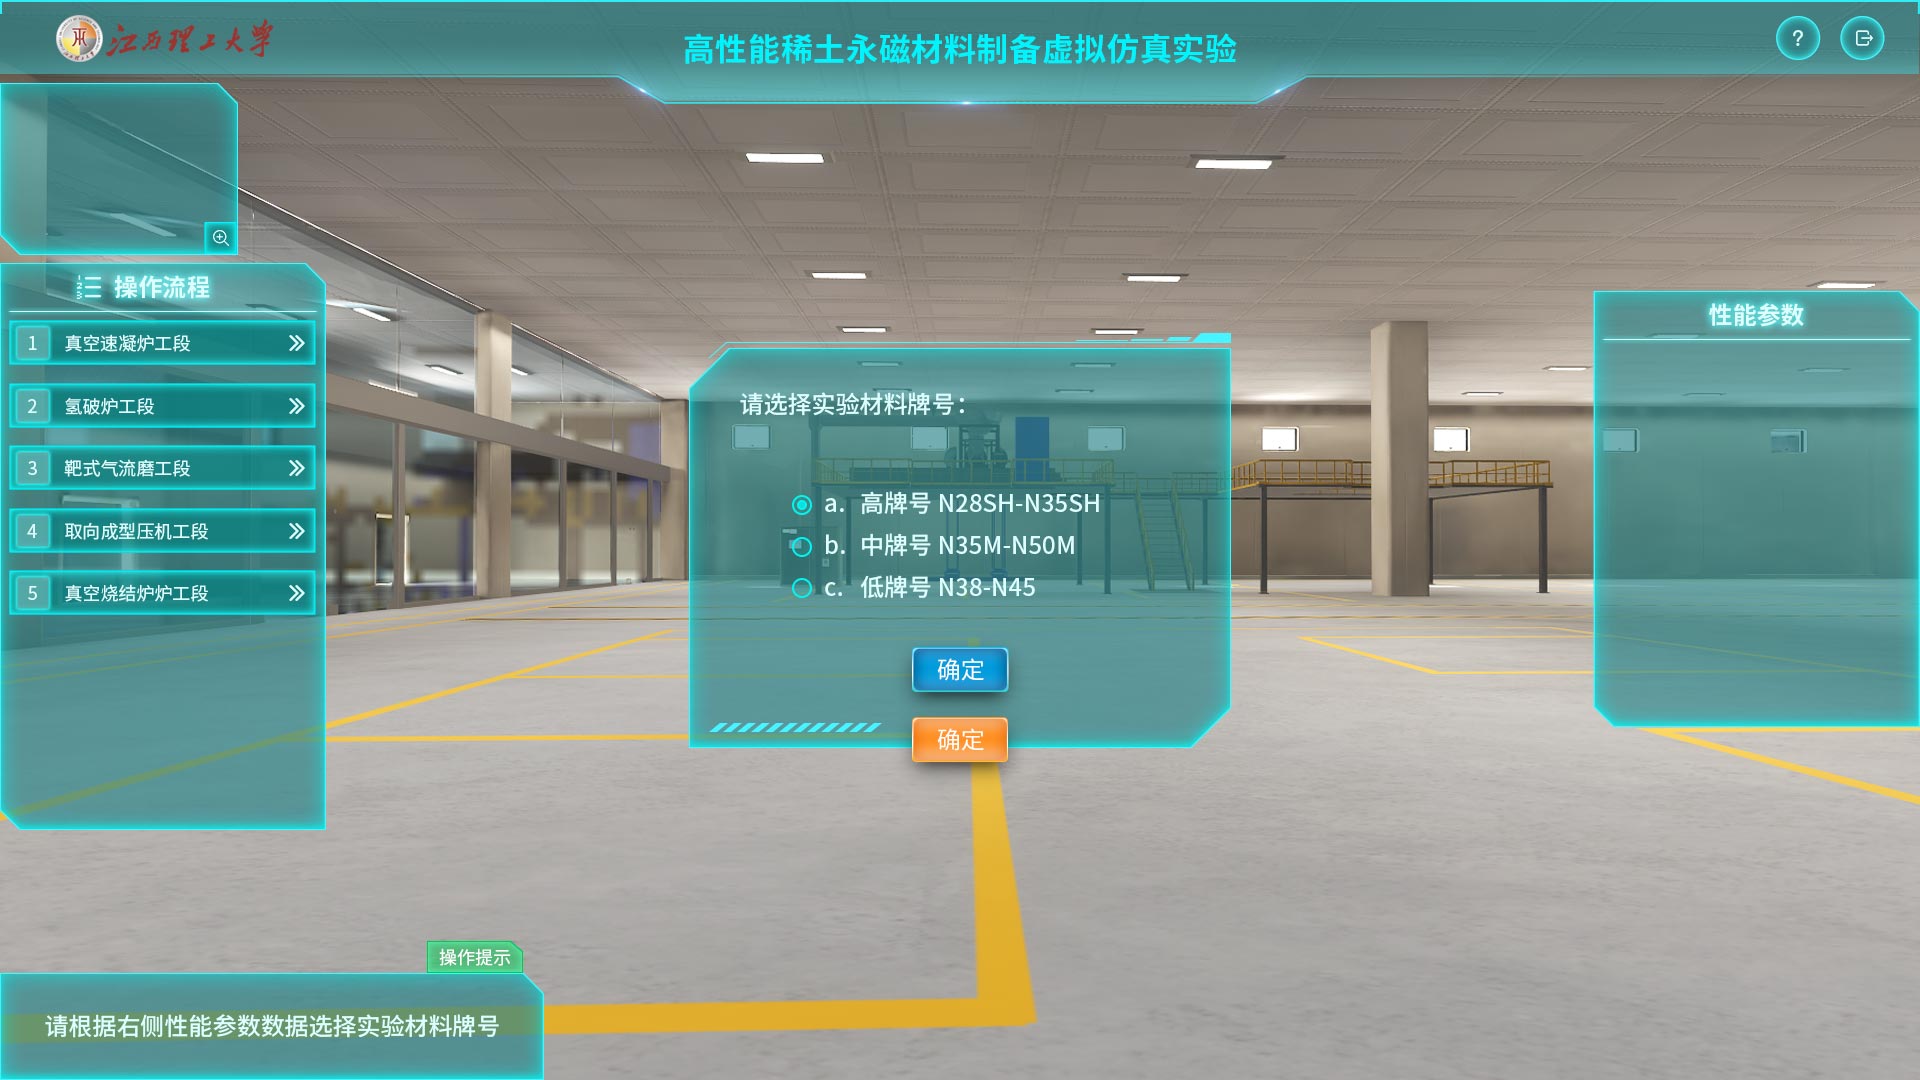 江西理工大学
高性能稀土永磁材料制备虚拟仿真实验
?
操作流程
1 真空速凝炉工段
2 氢破炉工段
3 靶式气流磨工段
4 取向成型压机工段
5 真空烧结炉炉工段
请选择实验材料牌号:
a. 高牌号 N28SH-N35SH
b. 中牌号 N35M-N50M
c. 低牌号 N38-N45
确定
确定
性能参数
操作提示
请根据右侧性能参数数据选择实验材料牌号